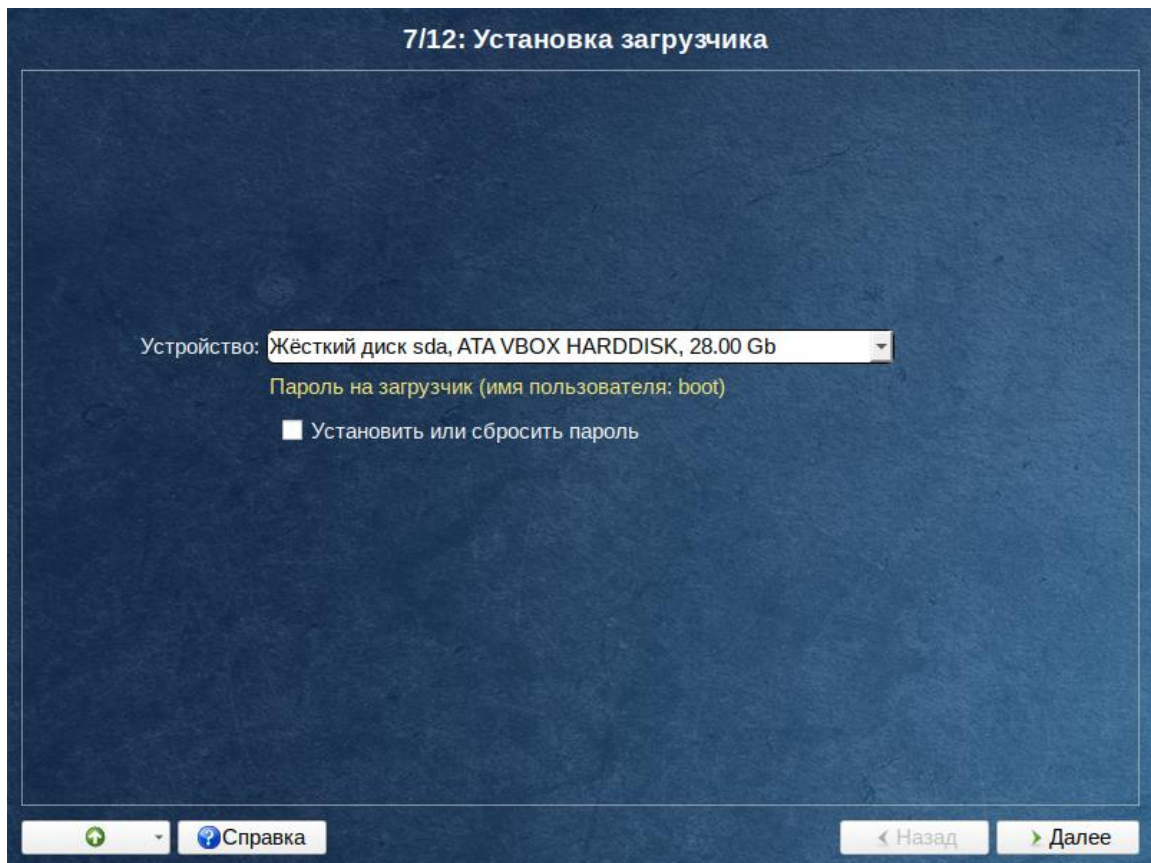 7/12: Установка загрузчика
Устройство: Жёсткий диск sda, ATA VBOX HARDDISK, 28.00 Gb
Пароль на загрузчик (имя пользователя: boot)
Установить или сбросить пароль
Справка Назад Далее